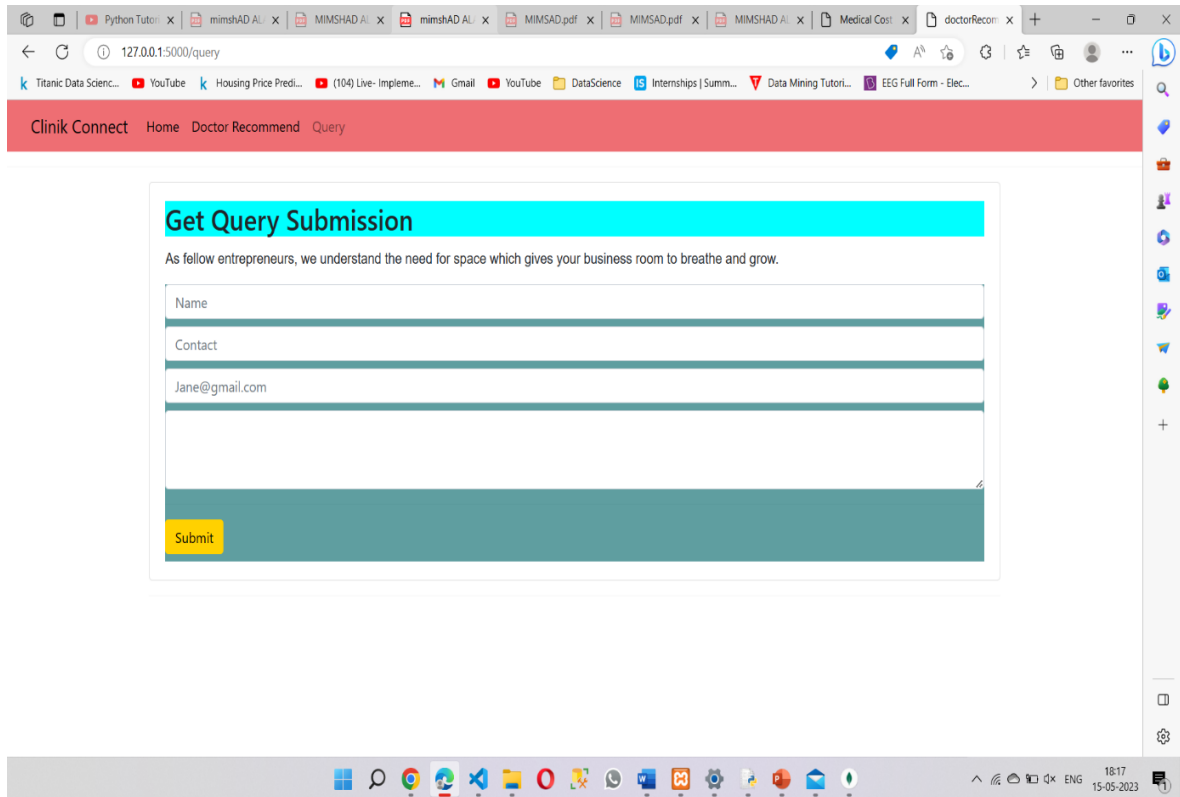 Python Tutori
mimshAD AL
MIMSHAD AL
mimshAD AL
MIMSAD.pdf
MIMSAD.pdf
MIMSHAD AL
Medical Cost
doctorRecom
127.0.0.1:5000/query
Titanic Data Scienc...
YouTube
Housing Price Predi...
(104) Live- Impleme...
Gmail
YouTube
DataScience
Internships | Summ...
Data Mining Tutori...
EEG Full Form - Elec...
Other favorites
Clinik Connect Home Doctor Recommend Query
Get Query Submission
As fellow entrepreneurs, we understand the need for space which gives your business room to breathe and grow.
Name
Contact
Jane@gmail.com
Submit
ENG
18:17
15-05-2023